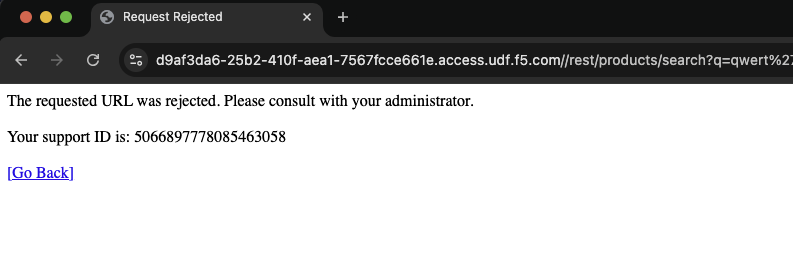 Request Rejected
d9af3da6-25b2-410f-aea1-7567fcce661e.access.udf.f5.com//rest/products/search?q=qwert%27
The requested URL was rejected. Please consult with your administrator.
Your support ID is: 5066897778085463058
[Go Back]